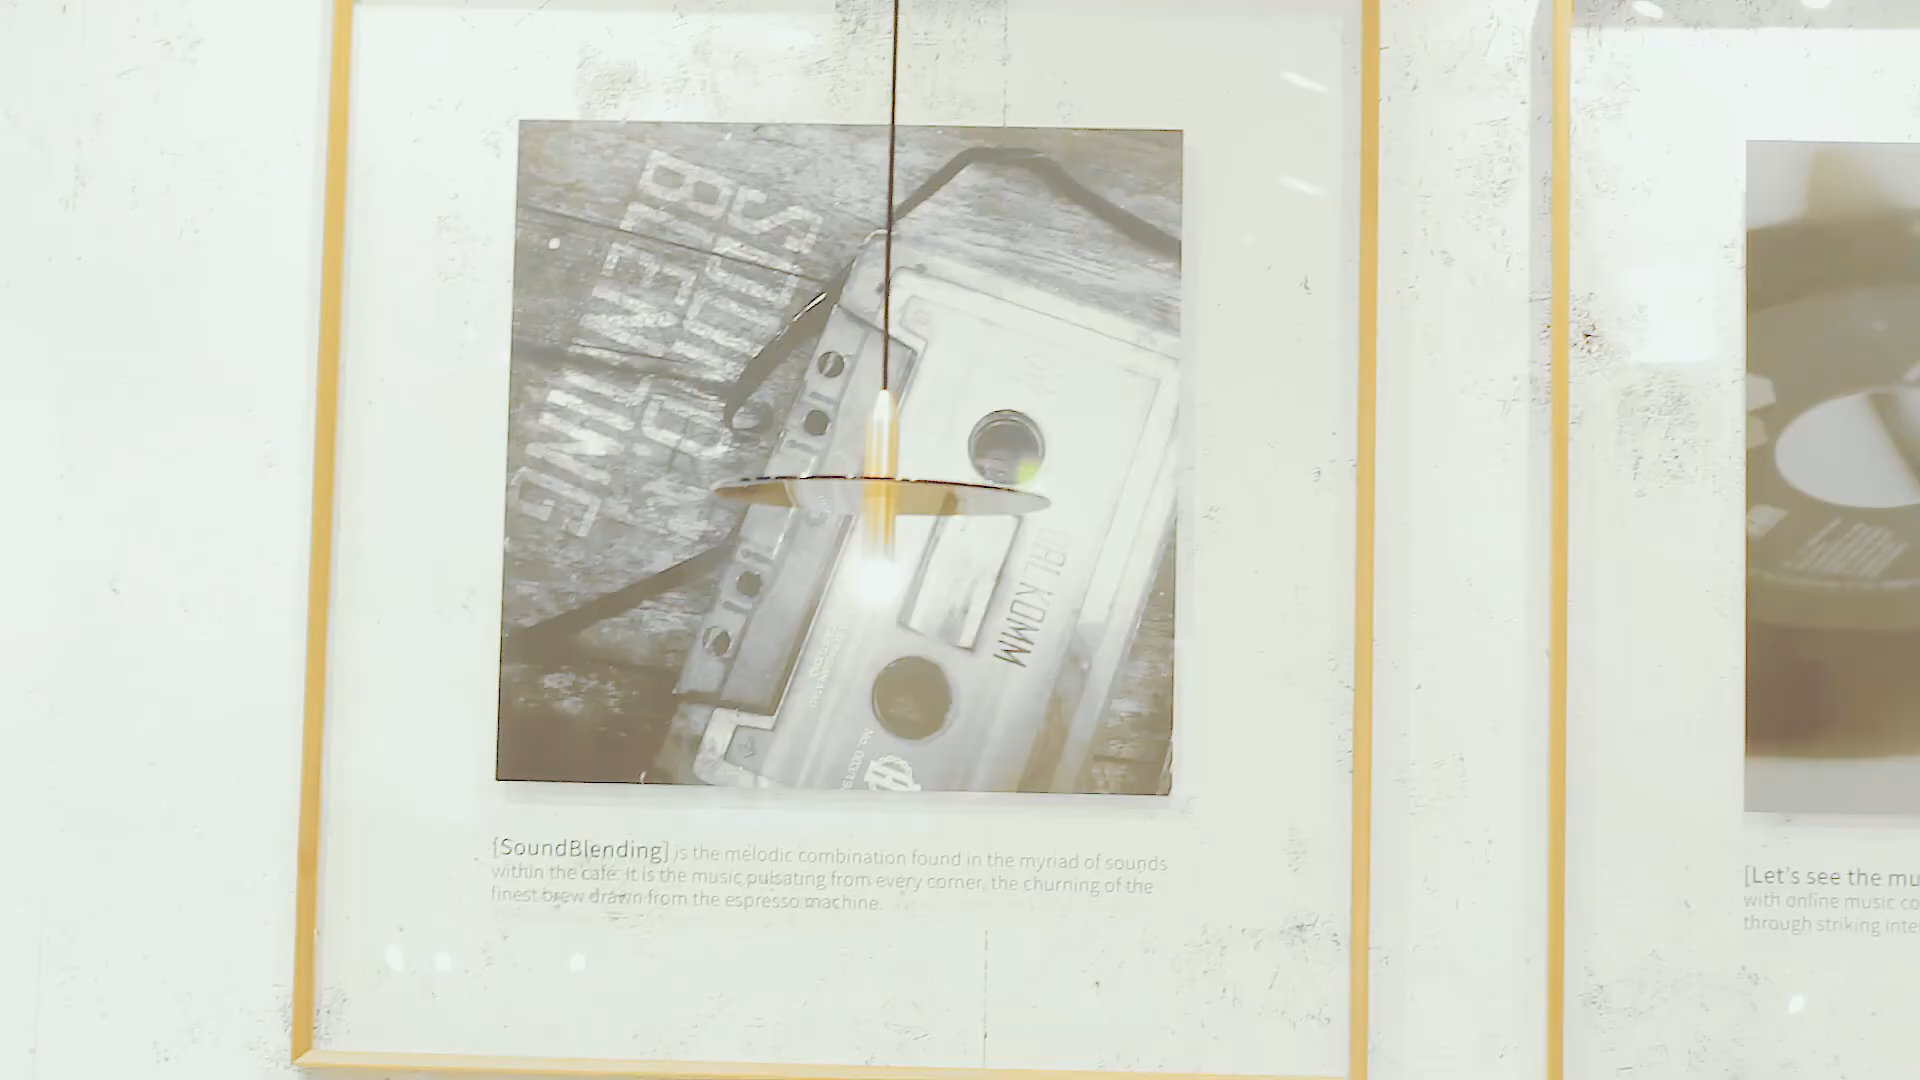 SOUND
BLENDING
[SoundBlending] is the melodic combination found in the myriad of sounds
within the café. It is the music pulsating from every corner, the churning of the
finest brew drawn from the espresso machine.
KOMM
[Let's see the mu
with online music co
through striking inte